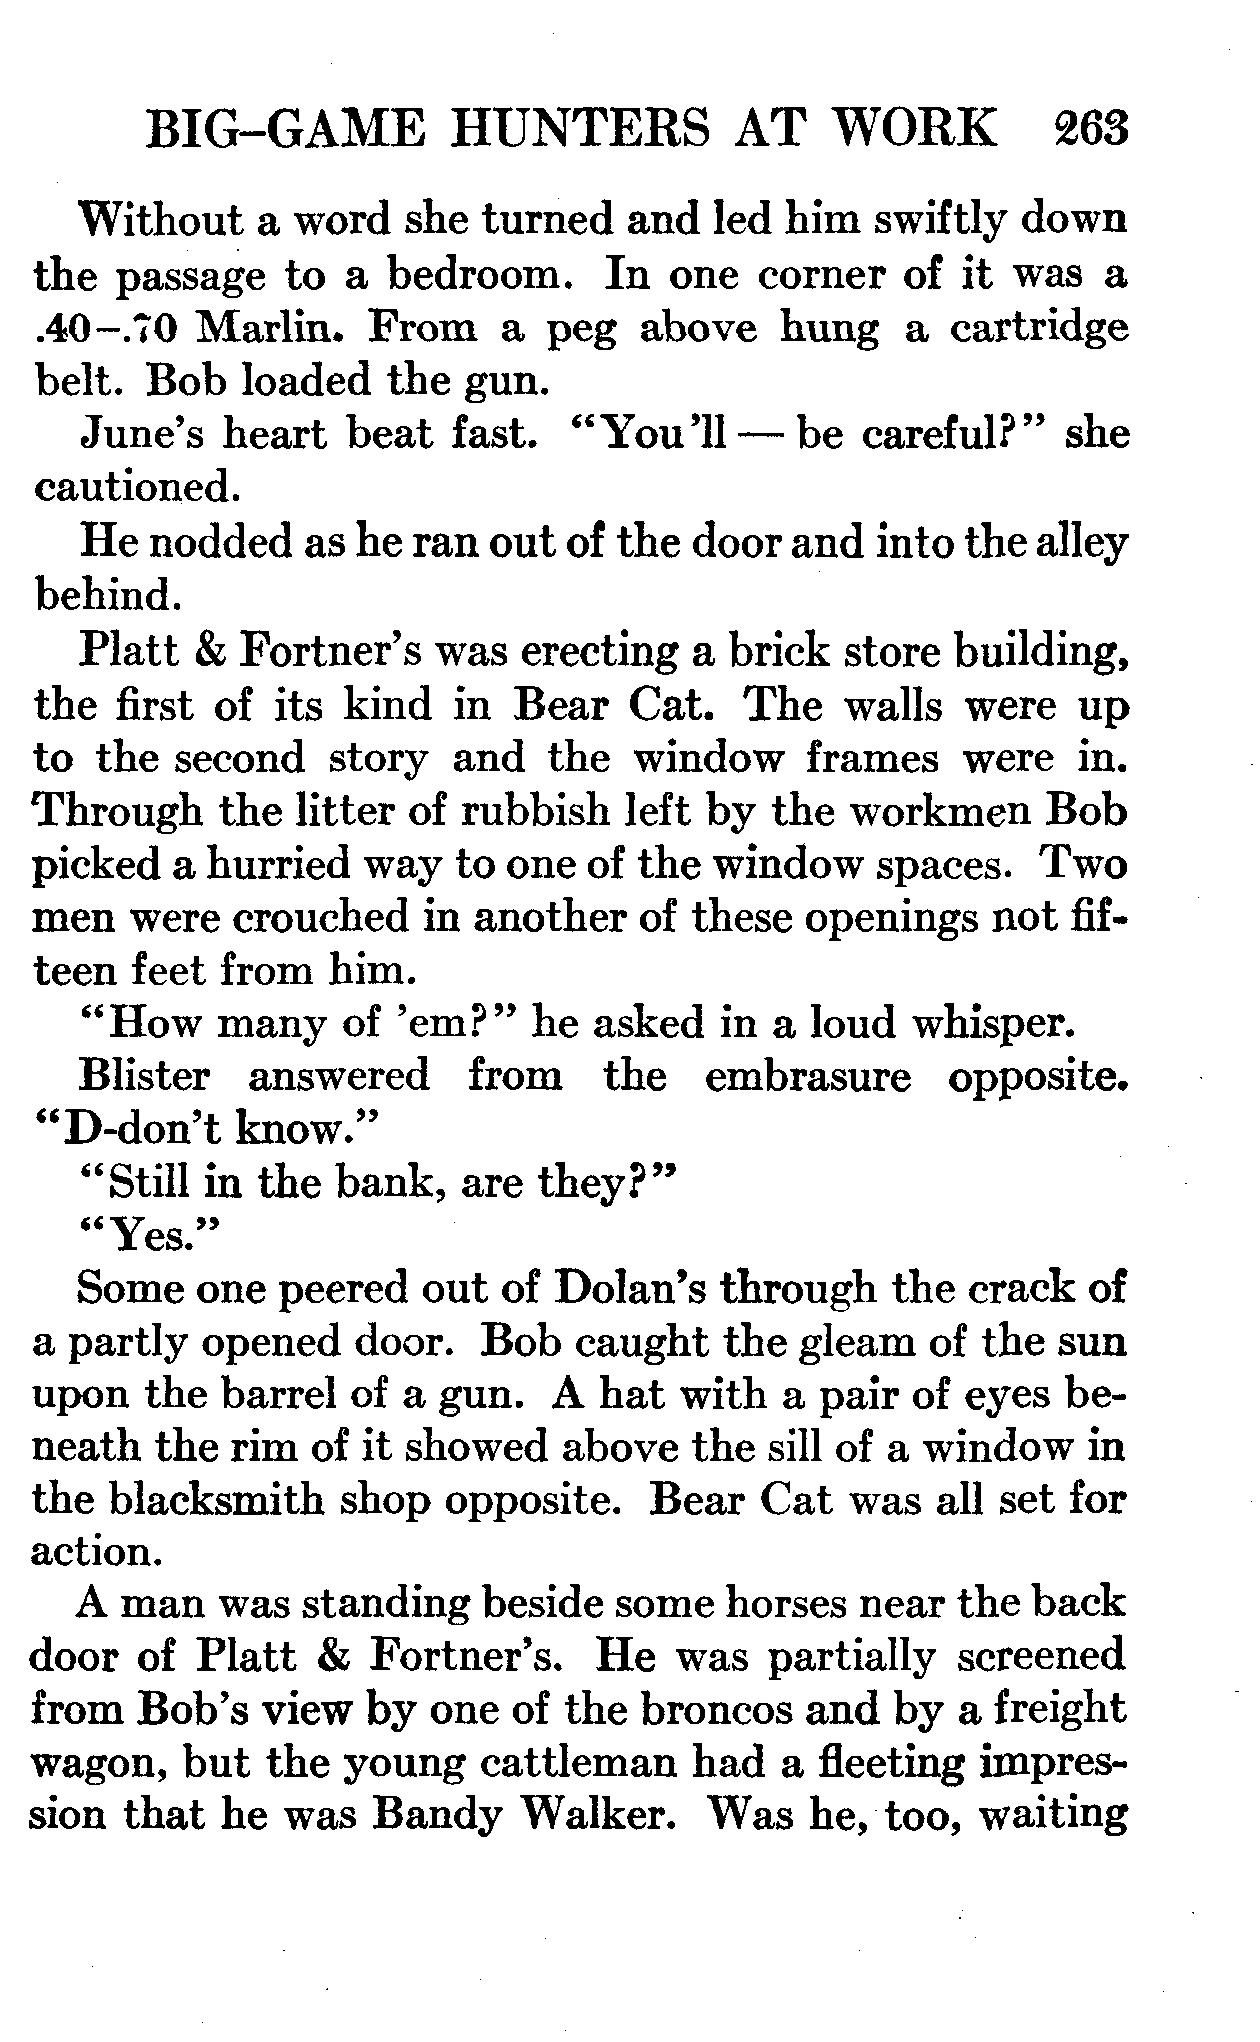 BIG-GAME HUNTERS AT WORK 263
Without a word she turned and led him swiftly down
the passage to a bedroom. In one corner of it was a
.40-.70 Marlin. From a peg above hung a cartridge
belt. Bob loaded the gun.
June's heart beat fast. "You'll — be careful?" she
cautioned.
He nodded as he ran out of the door and into the alley
behind.
Platt & Fortner's was erecting a brick store building,
the first of its kind in Bear Cat. The walls were up
to the second story and the window frames were in.
Through the litter of rubbish left by the workmen Bob
picked a hurried way to one of the window spaces. Two
men were crouched in another of these openings not fif-
teen feet from him.
"How many of 'em?" he asked in a loud whisper.
Blister answered from the embrasure opposite.
"D-don't know."
"Still in the bank, are they?"
"Yes."
Some one peered out of Dolan's through the crack of
a partly opened door. Bob caught the gleam of the sun
upon the barrel of a gun. A hat with a pair of eyes be-
neath the rim of it showed above the sill of a window in
the blacksmith shop opposite. Bear Cat was all set for
action.
A man was standing beside some horses near the back
door of Platt & Fortner's. He was partially screened
from Bob's view by one of the broncos and by a freight
wagon, but the young cattleman had a fleeting impres-
sion that he was Bandy Walker. Was he, too, waiting